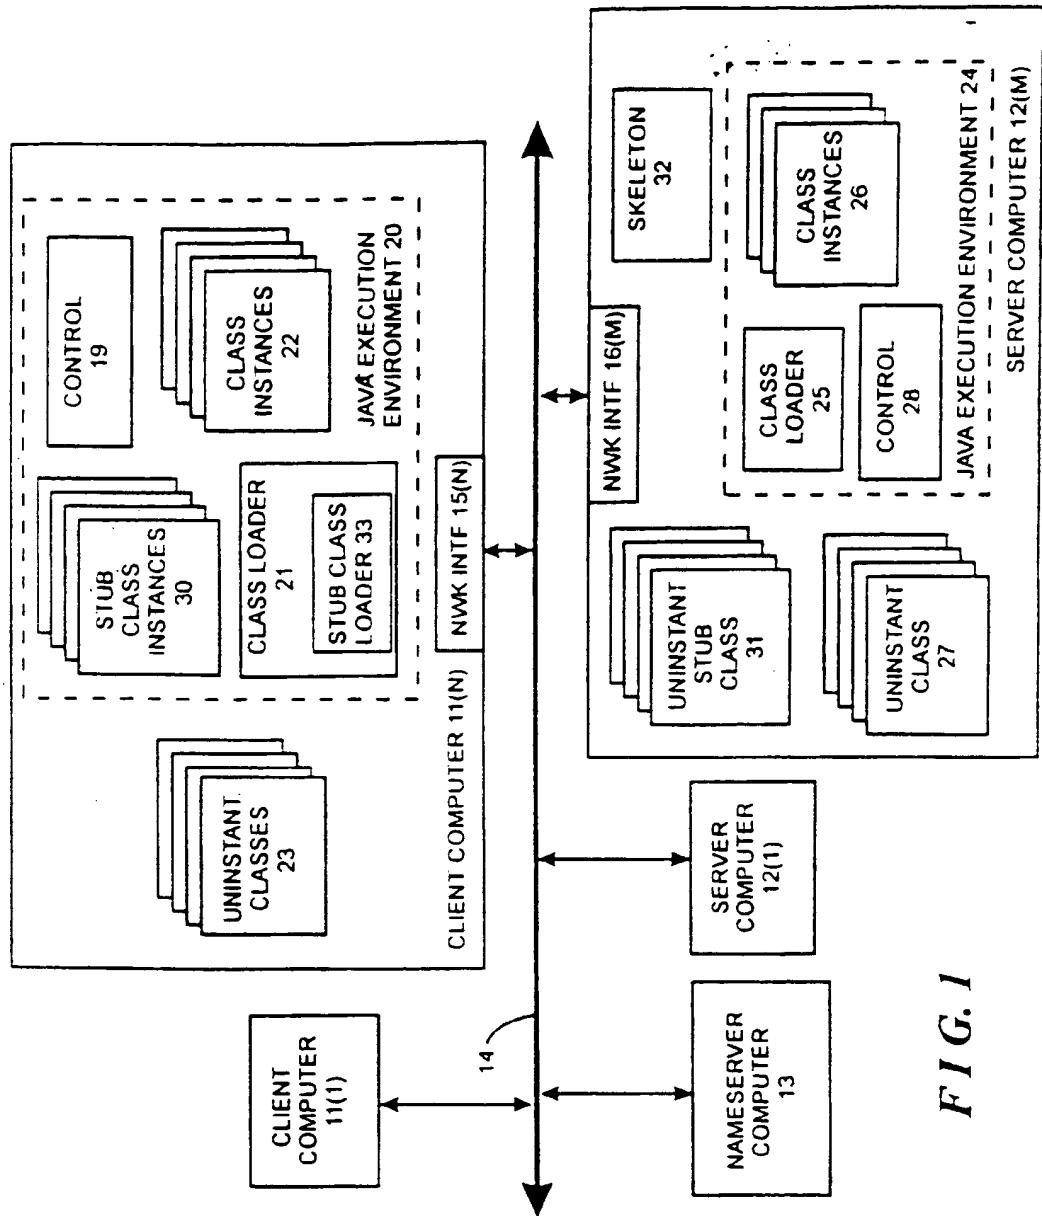 CLIENT
COMPUTER
11(1)
14
NAMESERVER
COMPUTER
13
SERVER
COMPUTER
12(1)
UNINSTANT
CLASSES
23
CLIENT COMPUTER 11(N)
NWK INTF 15(N)
STUB
CLASS
INSTANCES
30
CLASS LOADER
21
STUB CLASS
LOADER 33
CONTROL
19
CLASS
INSTANCES
22
JAVA EXECUTION
ENVIRONMENT 20
UNINSTANT
STUB
CLASS
31
UNINSTANT
CLASS
27
NWK INTF 16(M)
SKELETON
32
CLASS
LOADER
25
CONTROL
28
CLASS
INSTANCES
26
JAVA EXECUTION ENVIRONMENT 24
SERVER COMPUTER 12(M)
FIG. 1